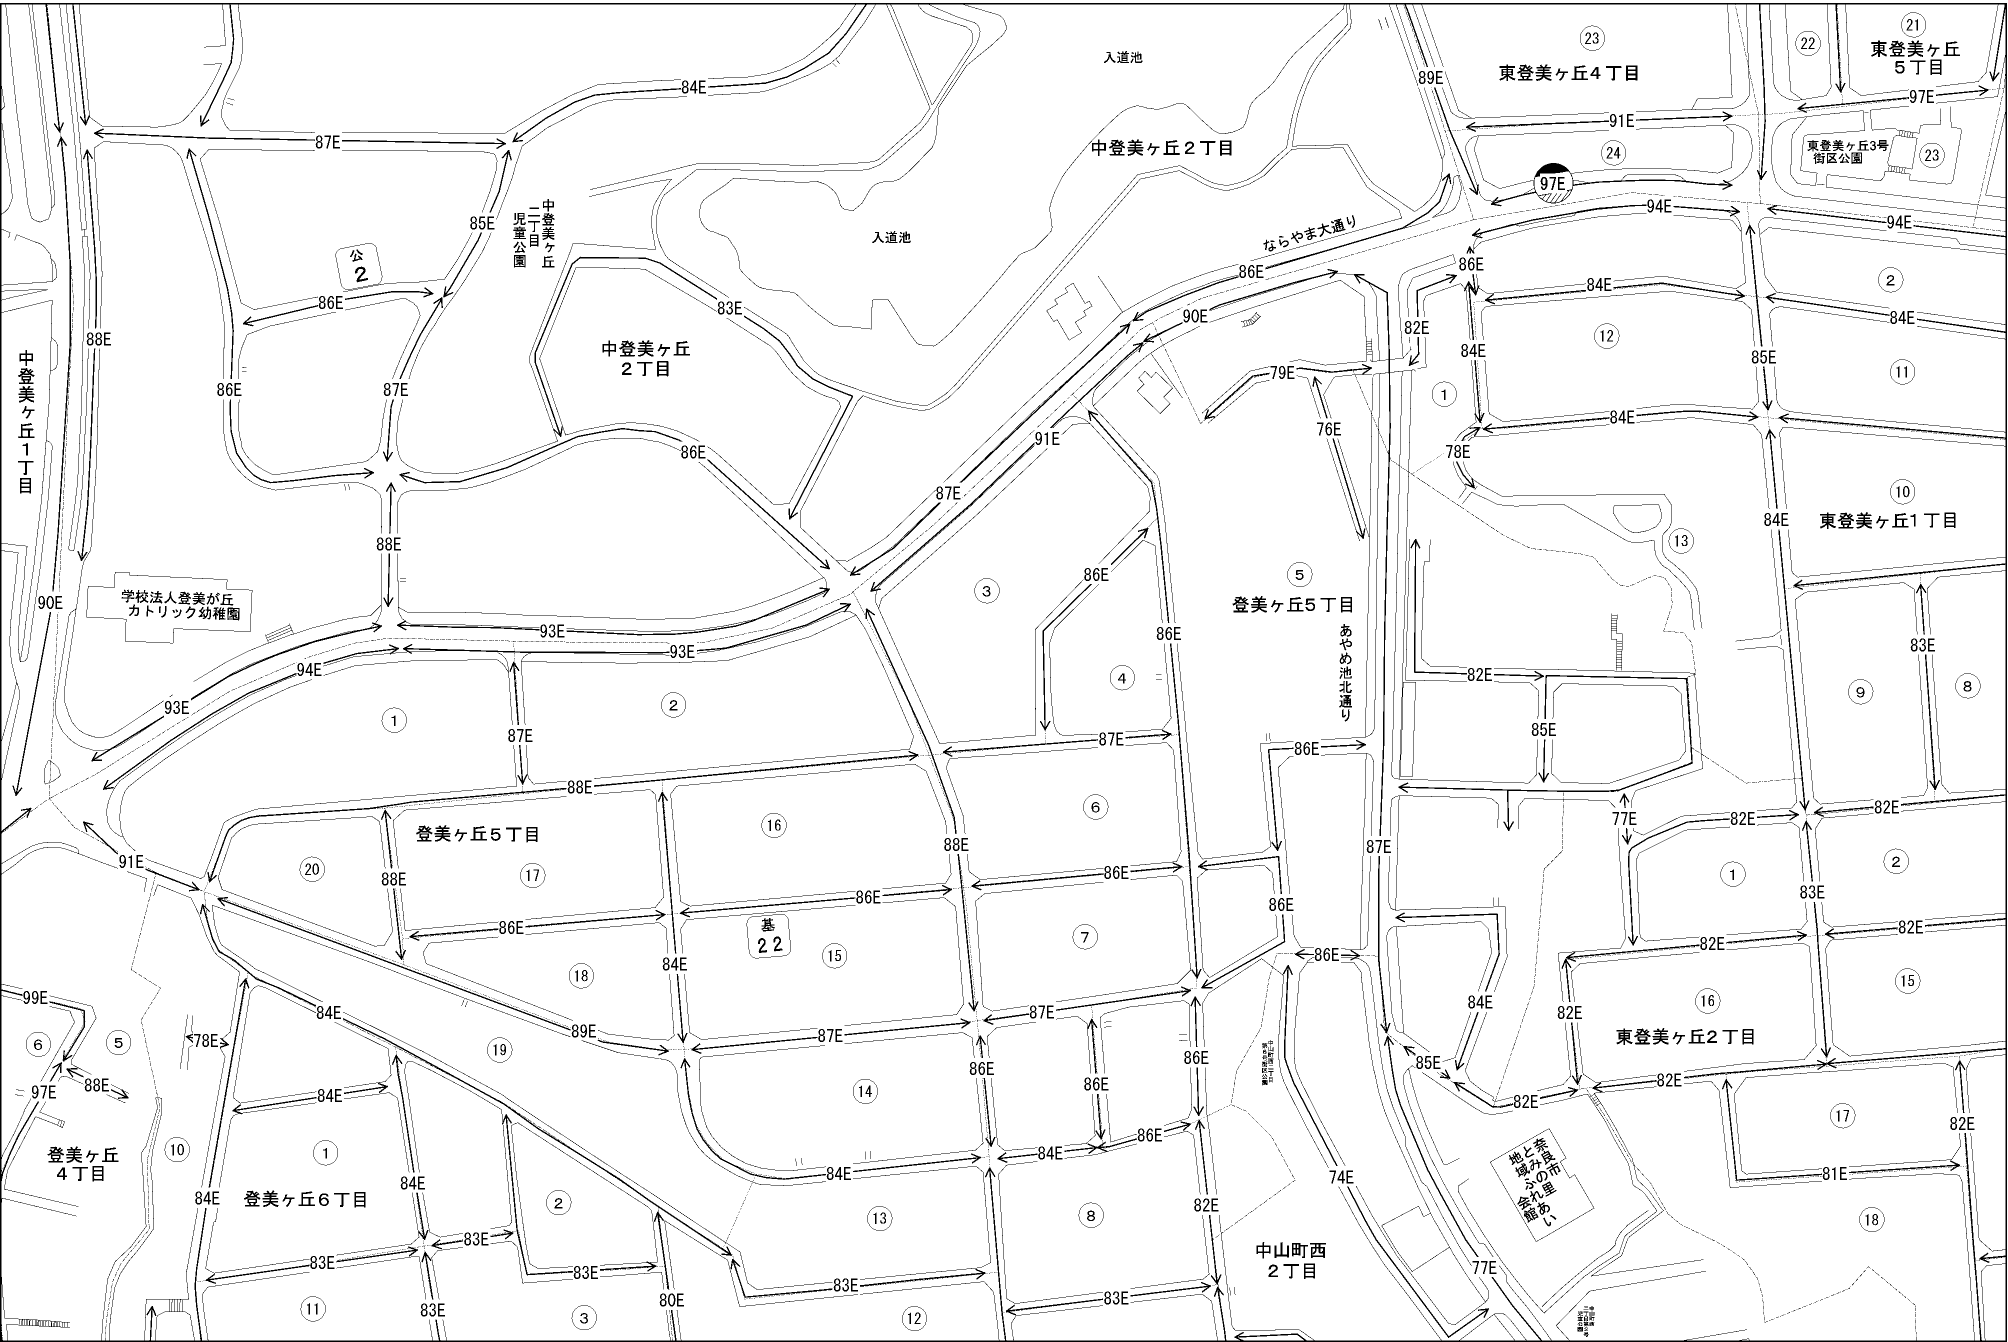 23
東登美ヶ丘4丁目
22
21
東登美ヶ丘
5丁目
入道池
89E
84E
97E
91E
87E
中登美ヶ丘2丁目
24
東登美ヶ丘3号
街区公園
23
97E
85E
中登美ヶ丘
二丁目
児童公園
入道池
ならやま大通り
94E
94E
公
2
86E
86E
86E
2
83E
90E
84E
84E
88E
82E
12
中登美ヶ丘
2丁目
84E
85E
11
中登美ヶ丘1丁目
86E
87E
79E
1
76E
84E
91E
86E
78E
87E
10
84E
東登美ヶ丘1丁目
88E
13
86E
5
3
学校法人登美が丘
カトリック幼稚園
90E
登美ヶ丘5丁目
93E
93E
86E
83E
94E
4
82E
あやめ池北通り
9
8
93E
1
2
87E
87E
86E
85E
88E
6
82E
77E
82E
16
登美ヶ丘5丁目
88E
87E
91E
20
88E
17
86E
86E
1
2
83E
86E
86E
基
22
7
82E
82E
18
84E
15
86E
99E
84E
15
16
89E
87E
87E
84E
82E
東登美ヶ丘2丁目
78E
19
6
5
86E
86E
86E
85E
88E
82E
97E
84E
14
82E
17
82E
86E
84E
登美ヶ丘
4丁目
10
1
84E
74E
81E
奈良市
との里
地みあい
域ふれ
会館
84E
84E
登美ヶ丘6丁目
2
82E
13
8
18
83E
中山町西
2丁目
83E
83E
83E
77E
83E
80E
11
83E
3
12